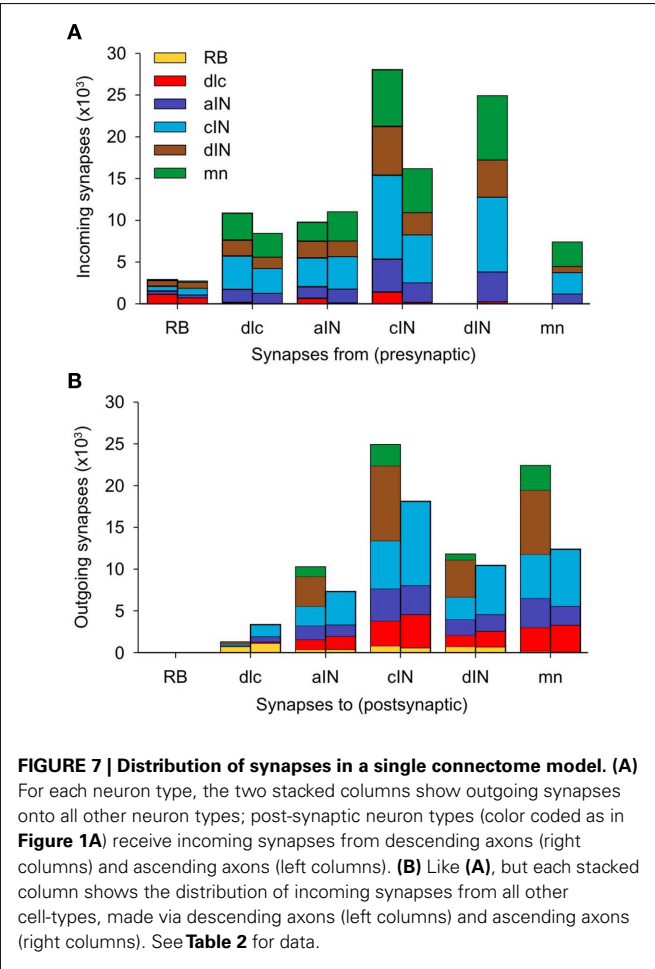 A
Incoming synapses (x10³)
30
25
20
15
10
5
0
RB
dlc
aIN
cIN
dIN
mn
RB dlc aIN cIN dIN mn
Synapses from (presynaptic)
B
Outgoing synapses (x10³)
30
25
20
15
10
5
0
RB dlc aIN cIN dIN mn
Synapses to (postsynaptic)
FIGURE 7 | Distribution of synapses in a single connectome model. (A)
For each neuron type, the two stacked columns show outgoing synapses
onto all other neuron types; post-synaptic neuron types (color coded as in
Figure 1A) receive incoming synapses from descending axons (right
columns) and ascending axons (left columns). (B) Like (A), but each stacked
column shows the distribution of incoming synapses from all other
cell-types, made via descending axons (left columns) and ascending axons
(right columns). See Table 2 for data.